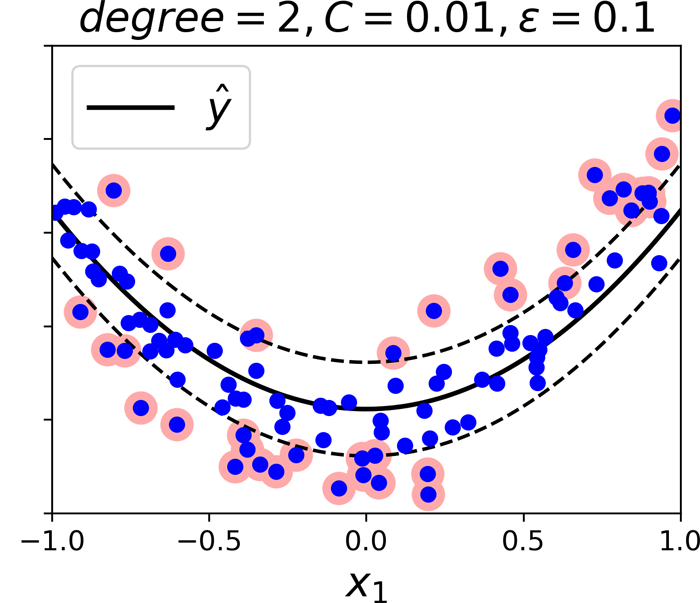 degree = 2, C = 0.01, ε = 0.1
ŷ
−1.0 −0.5 0.0 0.5 1.0
x₁